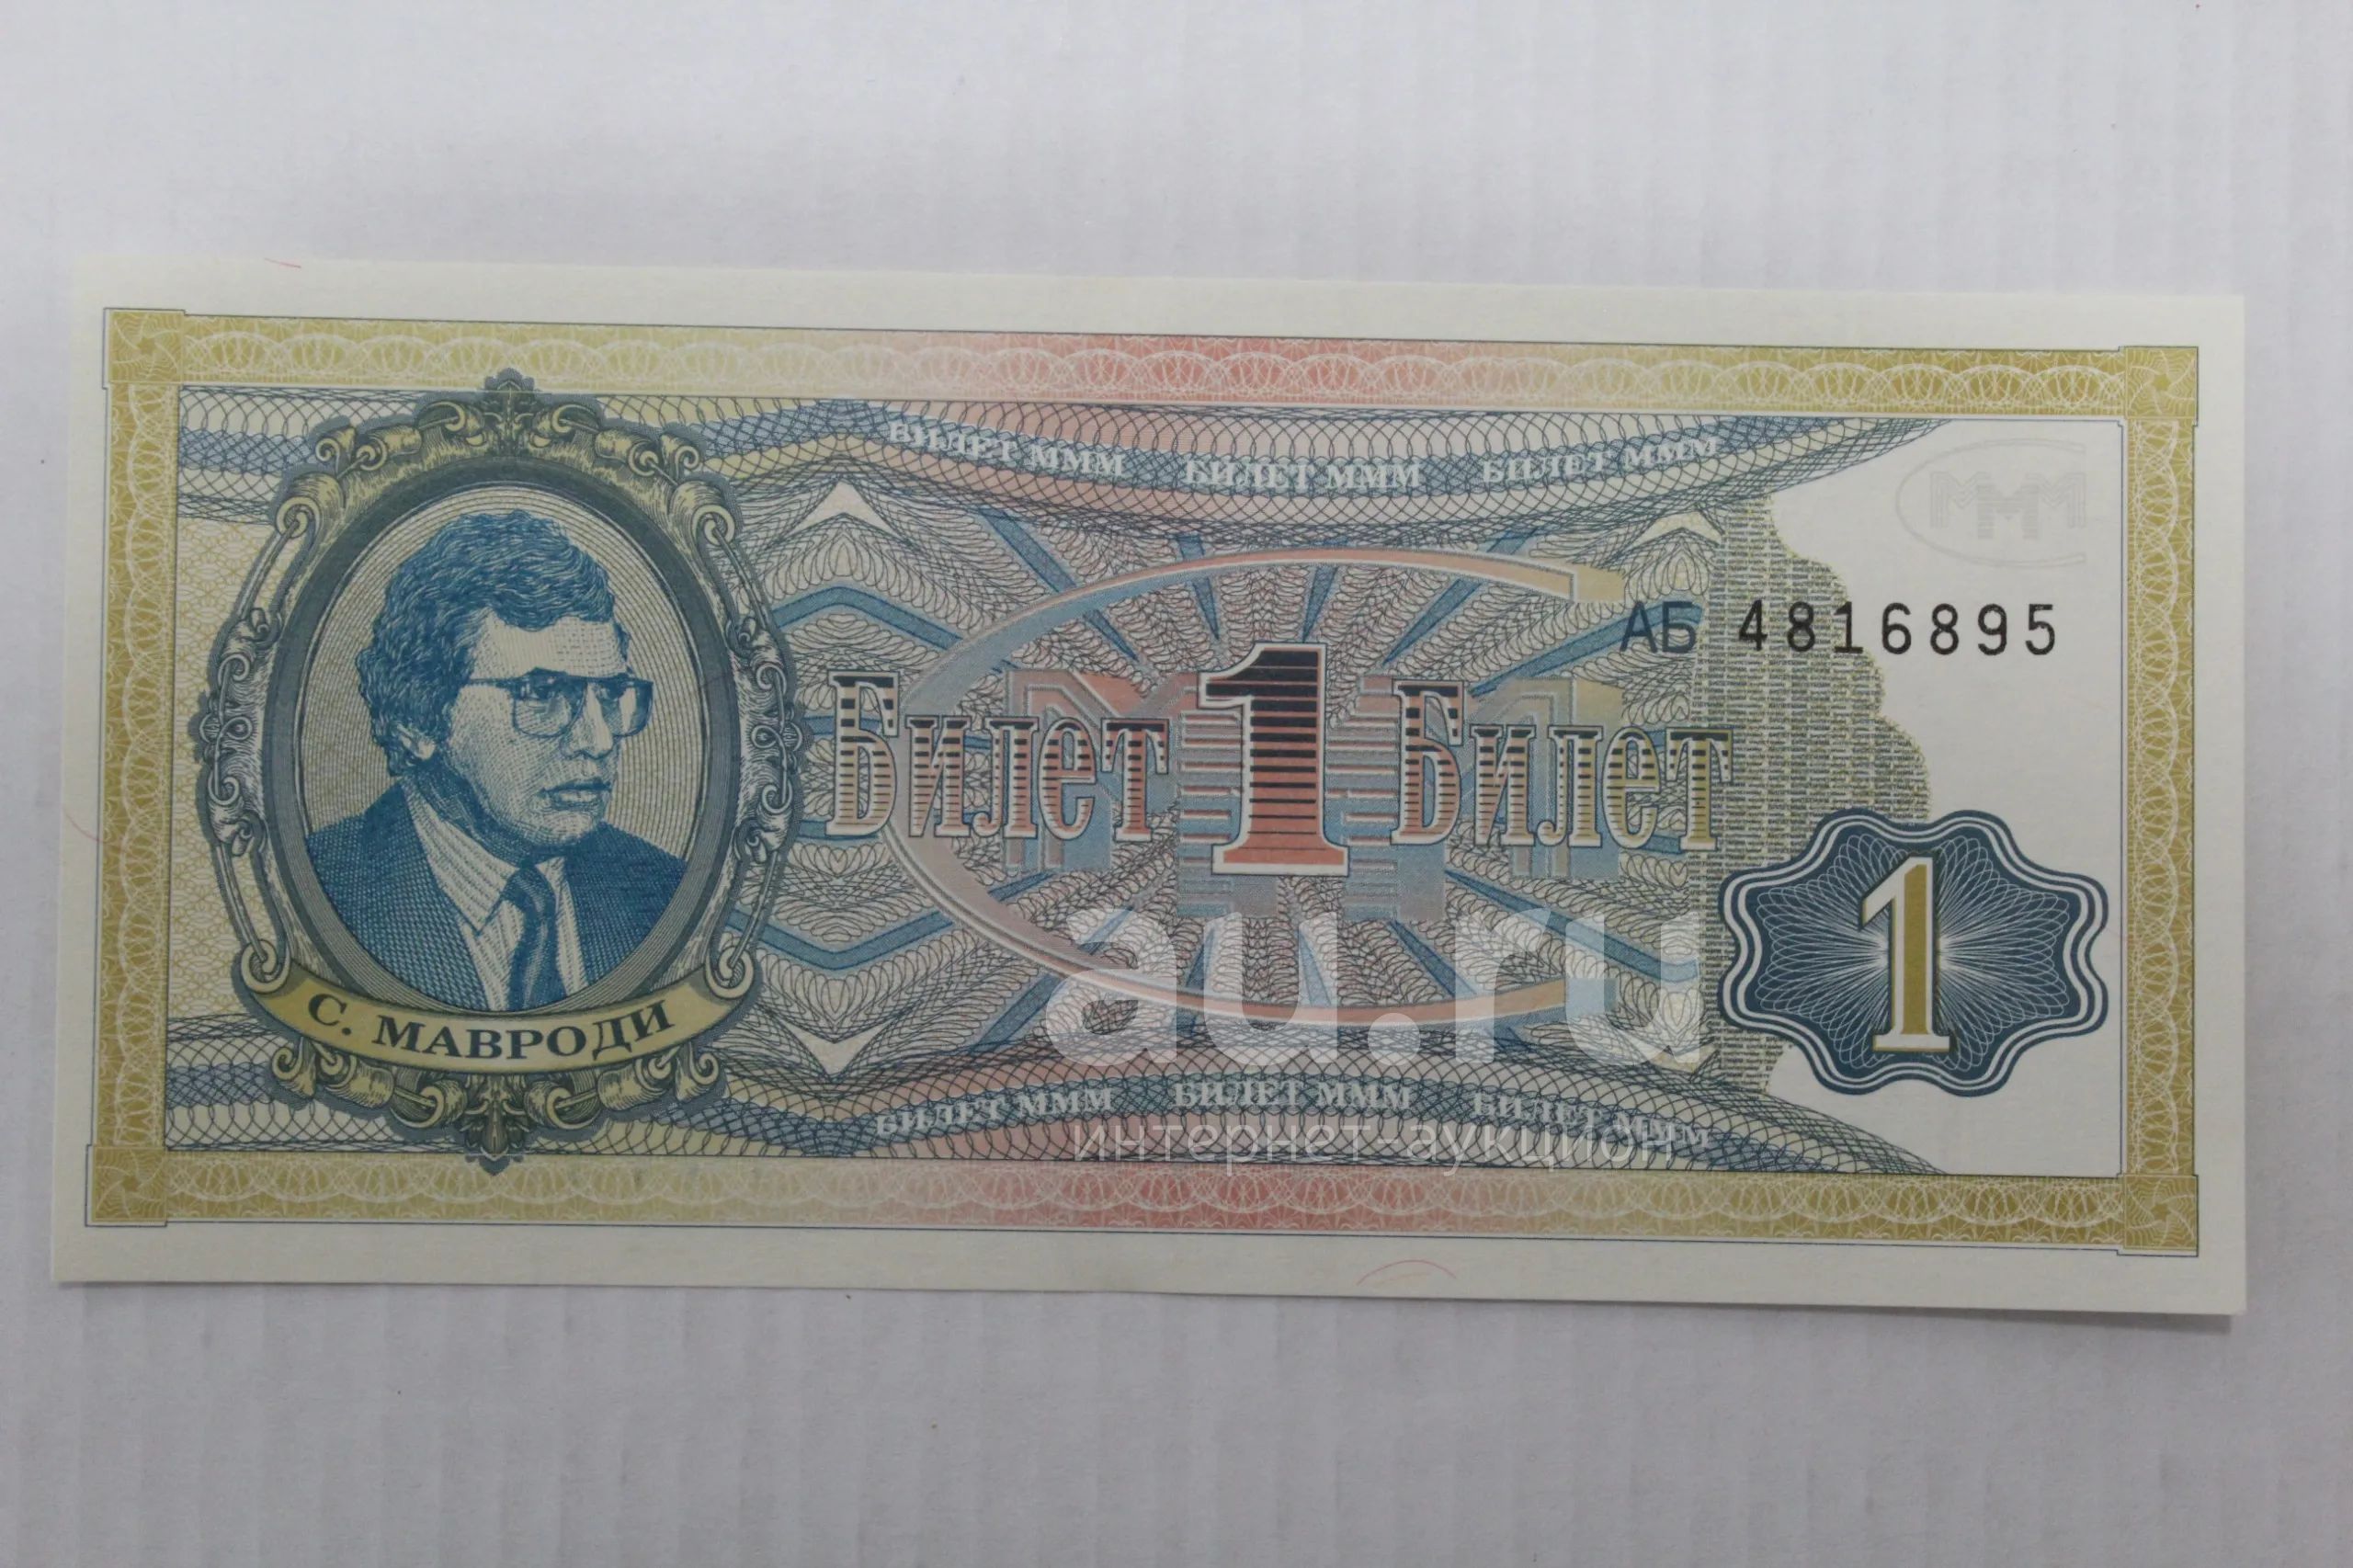 БИЛЕТ МММ БИЛЕТ МММ БИЛЕТ МММ
МММ
АБ 4816895
Билет 1 Билет
1
С. МАВРОДИ
au.ru
БИЛЕТ МММ БИЛЕТ МММ БИЛЕТ МММ
интернет-аукцион